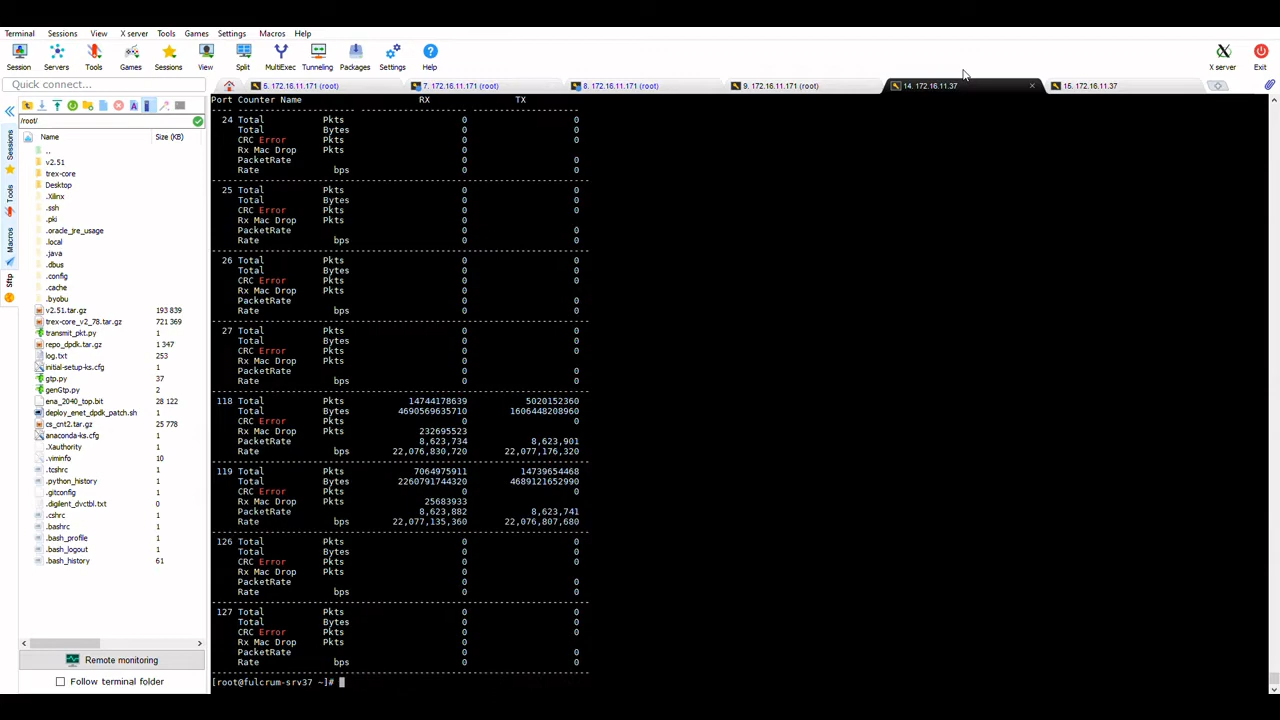 Terminal Sessions View X server Tools Games Settings Macros Help
Session Servers Tools Games Sessions View Split MultiExec Tunneling Packages Settings Help X server Exit
Quick connect...
5. 172.16.11.171 (root) 7. 172.16.11.171 (root) 8. 172.16.11.171 (root) 9. 172.16.11.171 (root) 14. 172.16.11.37 15. 172.16.11.37
Sessions
Tools
Macros
Sftp
/root/
Name Size (KB)
..
v2.51
trex-core
Desktop
.Xilinx
.ssh
.pki
.oracle_jre_usage
.local
.java
.dbus
.config
.cache
.byobu
v2.51.tar.gz 193 839
trex-core_v2_78.tar.gz 721 369
transmit_pkt.py 1
repo_dpdk.tar.gz 1 347
log.txt 253
initial-setup-ks.cfg 1
gtp.py 37
genGtp.py 2
ena_2040_top.bit 28 122
deploy_enet_dpdk_patch.sh 1
cs_cnt2.tar.gz 25 778
anaconda-ks.cfg 1
.Xauthority 1
.viminfo 10
.tcshrc 1
.python_history 1
.gitconfig 1
.digilent_dvctbl.txt 0
.cshrc 1
.bashrc 1
.bash_profile 1
.bash_logout 1
.bash_history 61
Remote monitoring
Follow terminal folder
Port Counter Name RX TX
24 Total Pkts 0 0
Total Bytes 0 0
CRC Error Pkts 0 0
Rx Mac Drop Pkts 0
PacketRate 0 0
Rate bps 0 0
25 Total Pkts 0 0
Total Bytes 0 0
CRC Error Pkts 0 0
Rx Mac Drop Pkts 0
PacketRate 0 0
Rate bps 0 0
26 Total Pkts 0 0
Total Bytes 0 0
CRC Error Pkts 0 0
Rx Mac Drop Pkts 0
PacketRate 0 0
Rate bps 0 0
27 Total Pkts 0 0
Total Bytes 0 0
CRC Error Pkts 0 0
Rx Mac Drop Pkts 0
PacketRate 0 0
Rate bps 0 0
118 Total Pkts 14744178639 5020152360
Total Bytes 4690569635710 1606448208960
CRC Error Pkts 0 0
Rx Mac Drop Pkts 232695523
PacketRate 8,623,734 8,623,901
Rate bps 22,076,830,720 22,077,176,320
119 Total Pkts 7064975911 14739654468
Total Bytes 2260791744320 4689121652990
CRC Error Pkts 0 0
Rx Mac Drop Pkts 25683933
PacketRate 8,623,882 8,623,741
Rate bps 22,077,135,360 22,076,807,680
126 Total Pkts 0 0
Total Bytes 0 0
CRC Error Pkts 0 0
Rx Mac Drop Pkts 0
PacketRate 0 0
Rate bps 0 0
127 Total Pkts 0 0
Total Bytes 0 0
CRC Error Pkts 0 0
Rx Mac Drop Pkts 0
PacketRate 0 0
Rate bps 0 0
[root@fulcrum-srv37 ~]#